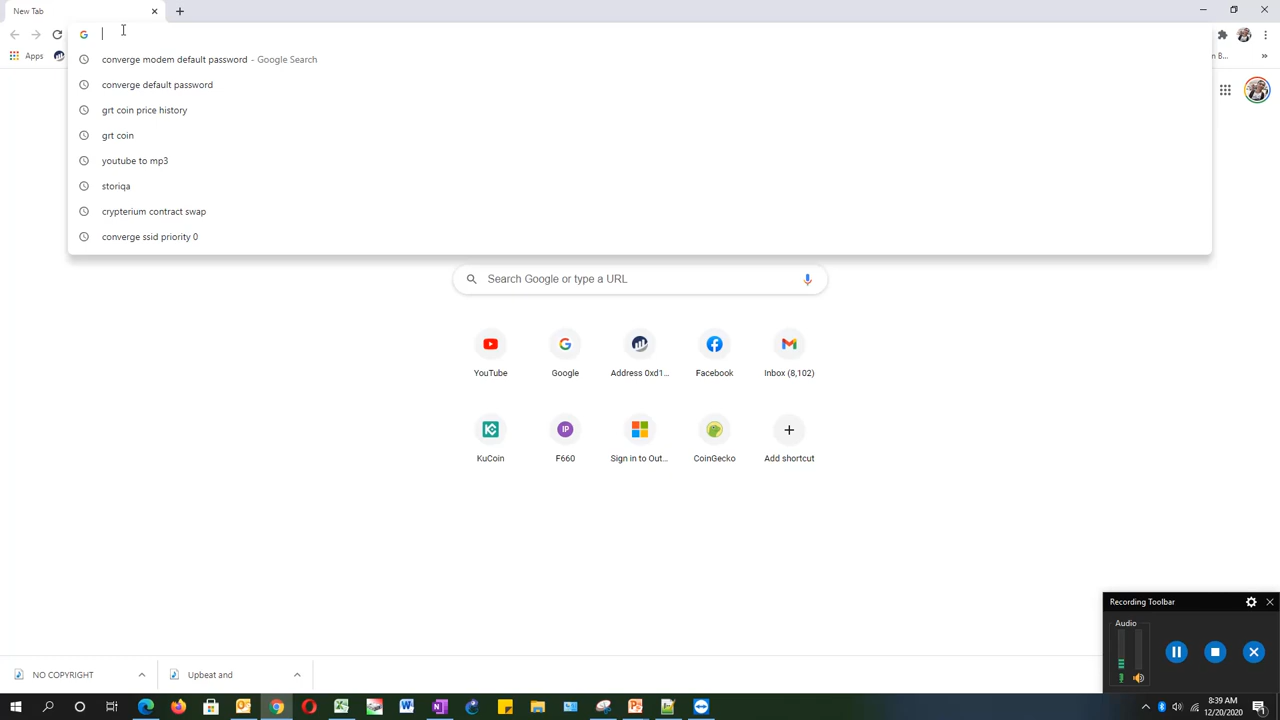 New Tab
converge modem default password - Google Search
Apps
n B...
converge default password
grt coin price history
grt coin
youtube to mp3
storiqa
crypterium contract swap
converge ssid priority 0
Search Google or type a URL
YouTube
Google
Address 0xd1...
Facebook
Inbox (8,102)
IP
KuCoin
F660
Sign in to Out...
CoinGecko
Add shortcut
Recording Toolbar
Audio
NO COPYRIGHT
Upbeat and
8:39 AM
12/20/2020